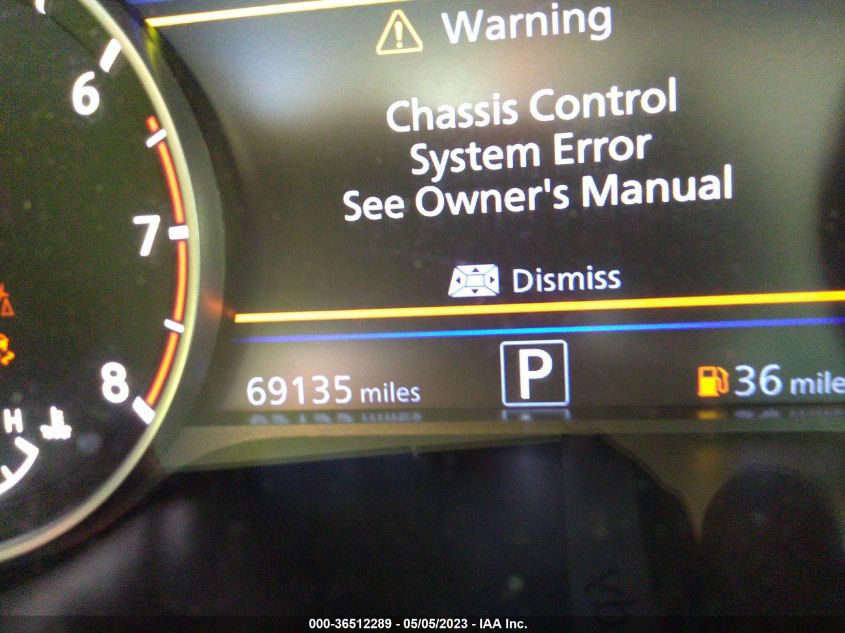 6
7
8
H
Warning
Chassis Control
System Error
See Owner's Manual
Dismiss
69135 miles
P
36 mile
000-36512289 - 05/05/2023 - IAA Inc.